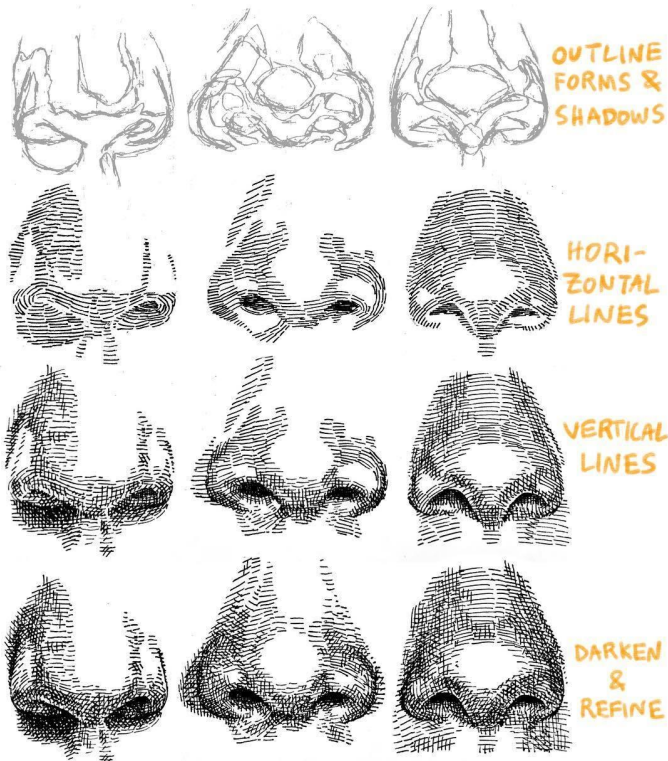 OUTLINE
FORMS &
SHADOWS
HORI-
ZONTAL
LINES
VERTICAL
LINES
DARKEN
&
REFINE